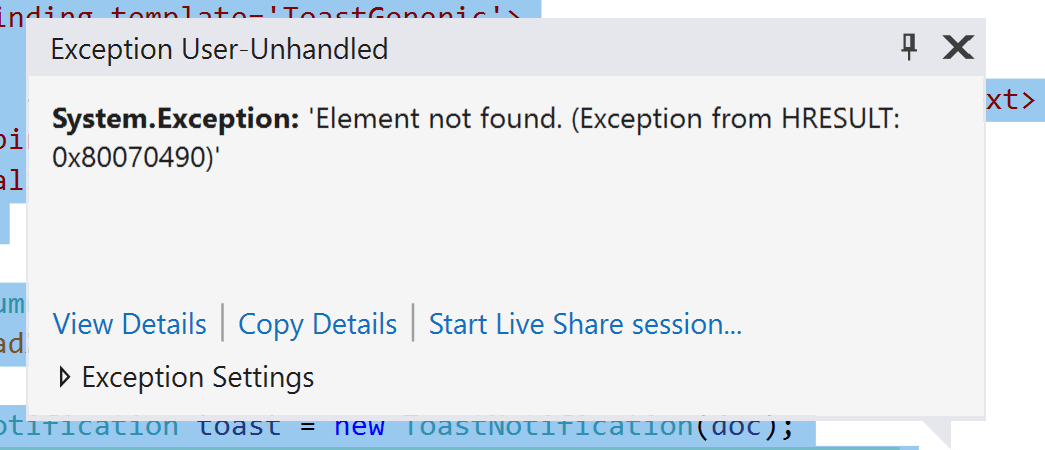 inding template='ToastGeneric'>
Exception User-Unhandled
System.Exception: 'Element not found. (Exception from HRESULT:
xt>
0x80070490)'
al
um
View Details | Copy Details | Start Live Share session...
ad
Exception Settings
otification toast = new ToastNotification(doc);